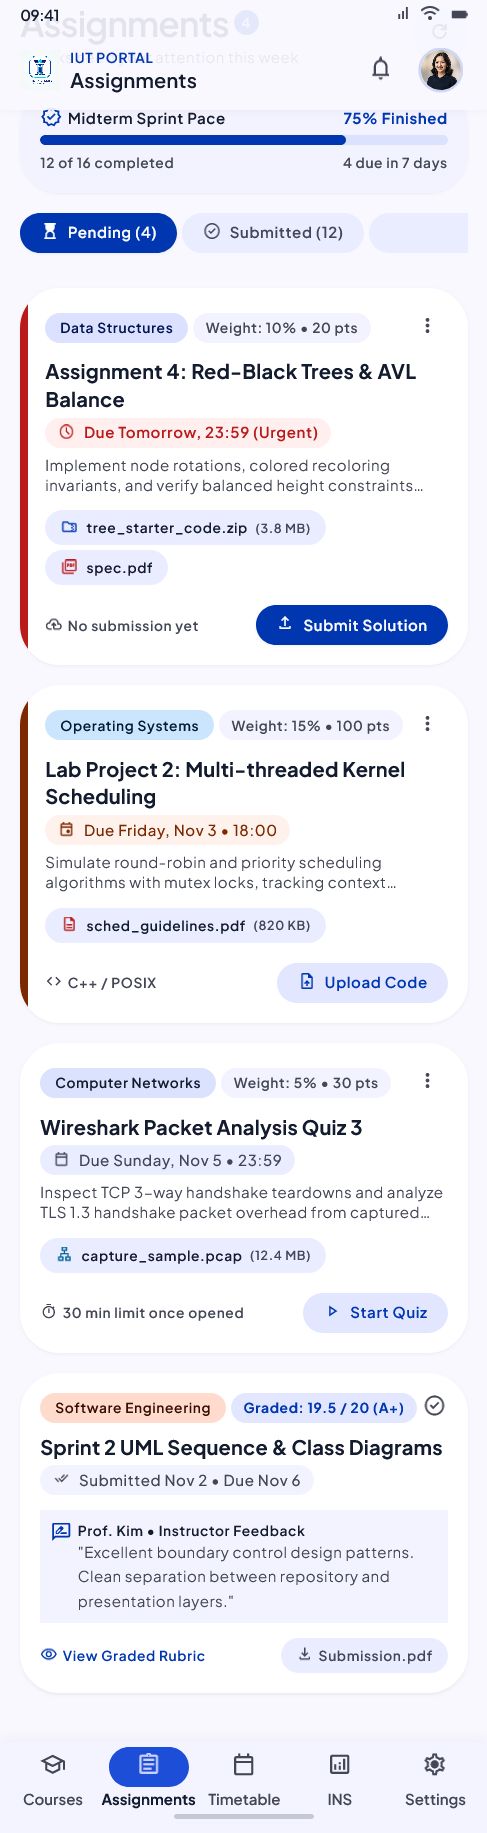 09:41
Assignments 4
attention this week
IUT PORTAL
Assignments
Midterm Sprint Pace
75% Finished
12 of 16 completed
4 due in 7 days
Pending (4)
Submitted (12)
Data Structures
Weight: 10% • 20 pts
Assignment 4: Red-Black Trees & AVL
Balance
Due Tomorrow, 23:59 (Urgent)
Implement node rotations, colored recoloring
invariants, and verify balanced height constraints…
tree_starter_code.zip (3.8 MB)
spec.pdf
No submission yet
Submit Solution
Operating Systems
Weight: 15% • 100 pts
Lab Project 2: Multi-threaded Kernel
Scheduling
Due Friday, Nov 3 • 18:00
Simulate round-robin and priority scheduling
algorithms with mutex locks, tracking context…
sched_guidelines.pdf (820 KB)
C++ / POSIX
Upload Code
Computer Networks
Weight: 5% • 30 pts
Wireshark Packet Analysis Quiz 3
Due Sunday, Nov 5 • 23:59
Inspect TCP 3-way handshake teardowns and analyze
TLS 1.3 handshake packet overhead from captured…
capture_sample.pcap (12.4 MB)
30 min limit once opened
Start Quiz
Software Engineering
Graded: 19.5 / 20 (A+)
Sprint 2 UML Sequence & Class Diagrams
Submitted Nov 2 • Due Nov 6
Prof. Kim • Instructor Feedback
"Excellent boundary control design patterns.
Clean separation between repository and
presentation layers."
View Graded Rubric
Submission.pdf
Courses
Assignments
Timetable
INS
Settings